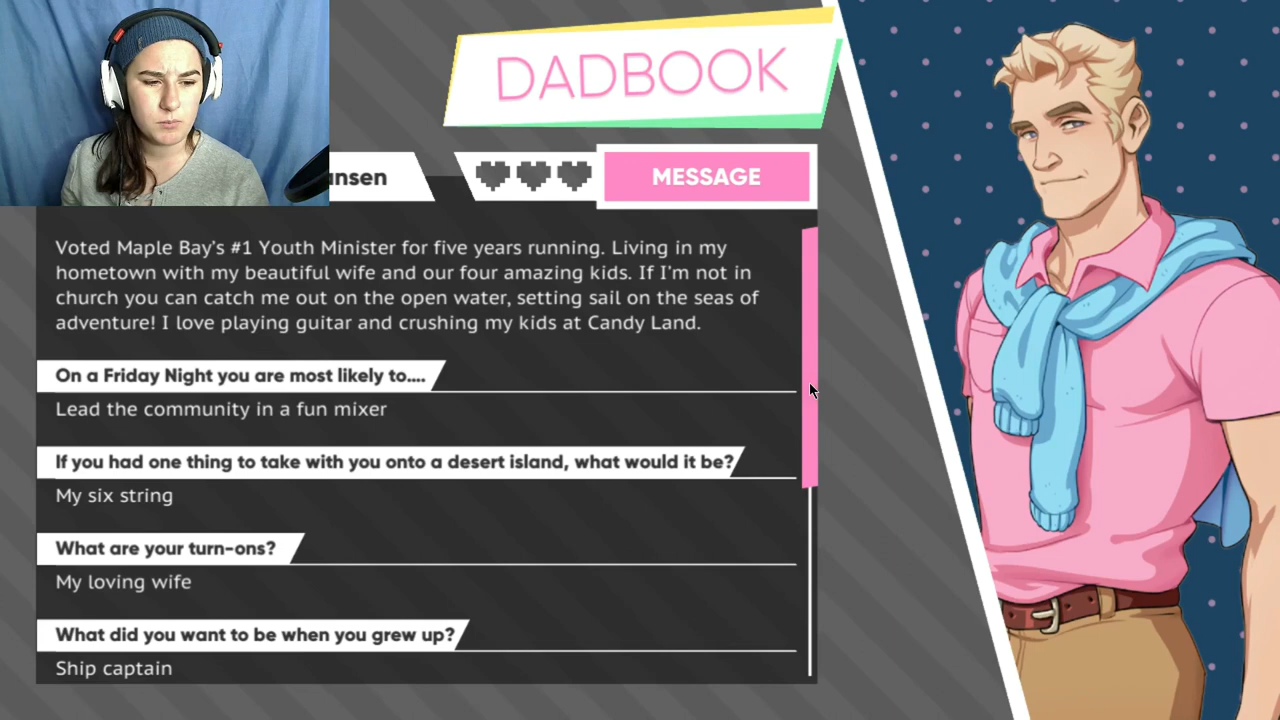 DADBOOK
MESSAGE
Voted Maple Bay's #1 Youth Minister for five years running. Living in my
hometown with my beautiful wife and our four amazing kids. If I'm not in
church you can catch me out on the open water, setting sail on the seas of
adventure! I love playing guitar and crushing my kids at Candy Land.
On a Friday Night you are most likely to....
Lead the community in a fun mixer
If you had one thing to take with you onto a desert island, what would it be?
My six string
What are your turn-ons?
My loving wife
What did you want to be when you grew up?
Ship captain